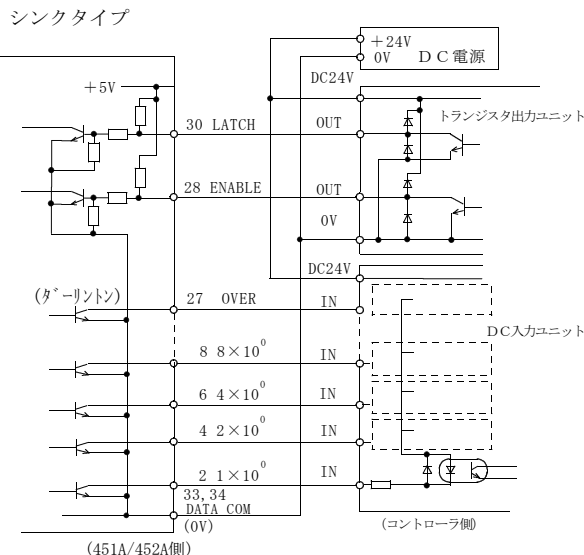 シンクタイプ
+24V
0V
DC電源
DC24V
+5V
トランジスタ出力ユニット
30 LATCH
OUT
28 ENABLE
OUT
0V
DC24V
(ダーリントン)
27 OVER
IN
DC入力ユニット
8 8×10⁰
IN
6 4×10⁰
IN
4 2×10⁰
IN
2 1×10⁰
IN
33,34
DATA COM
(0V)
(コントローラ側)
(451A/452A側)